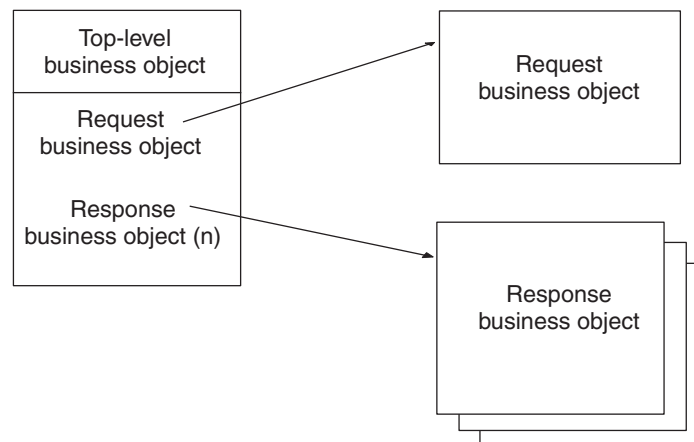 Top-level
business object
Request
business object
Response
business object (n)
Request
business object
Response
business object